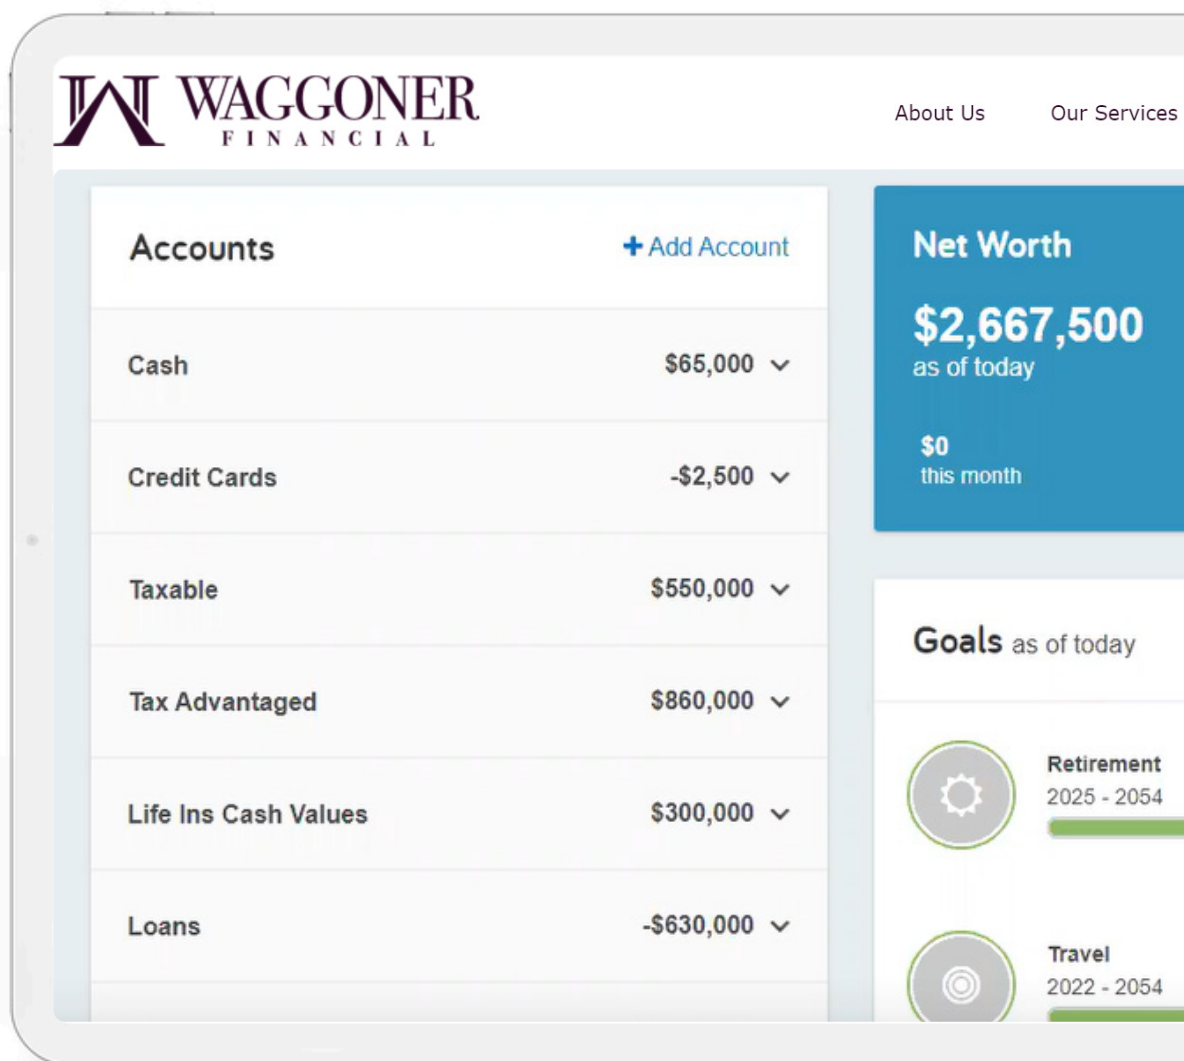 WAGGONER
FINANCIAL
About Us Our Services
Accounts + Add Account
Cash $65,000
Credit Cards -$2,500
Taxable $550,000
Tax Advantaged $860,000
Life Ins Cash Values $300,000
Loans -$630,000
Net Worth
$2,667,500
as of today
$0
this month
Goals as of today
Retirement
2025 - 2054
Travel
2022 - 2054